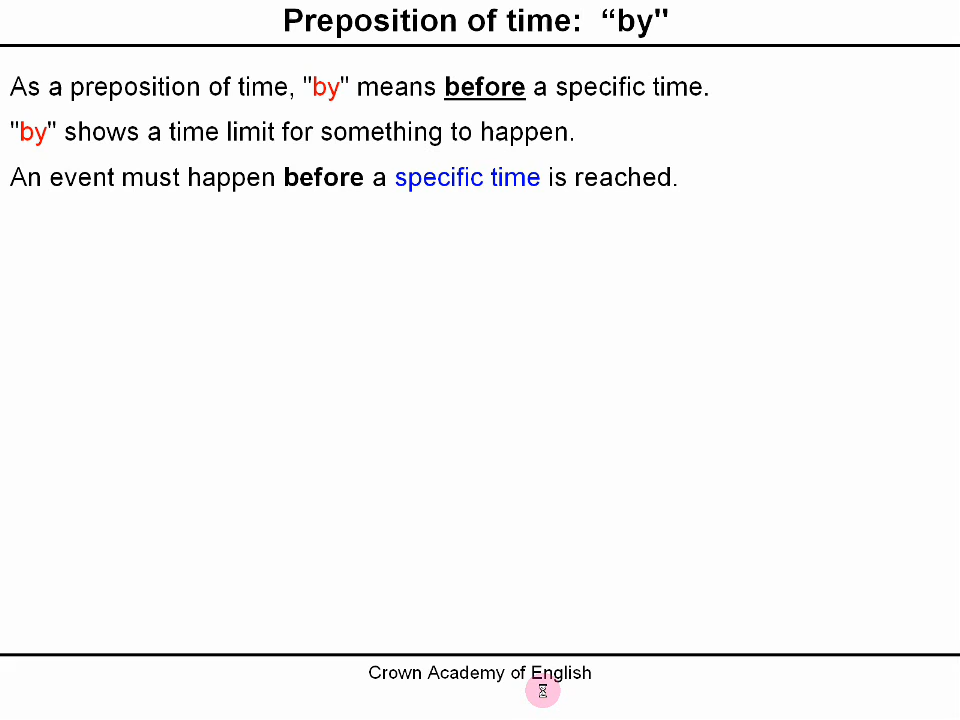 Preposition of time:  “by"
As a preposition of time, "by" means before a specific time.
"by" shows a time limit for something to happen.
An event must happen before a specific time is reached.
Crown Academy of English